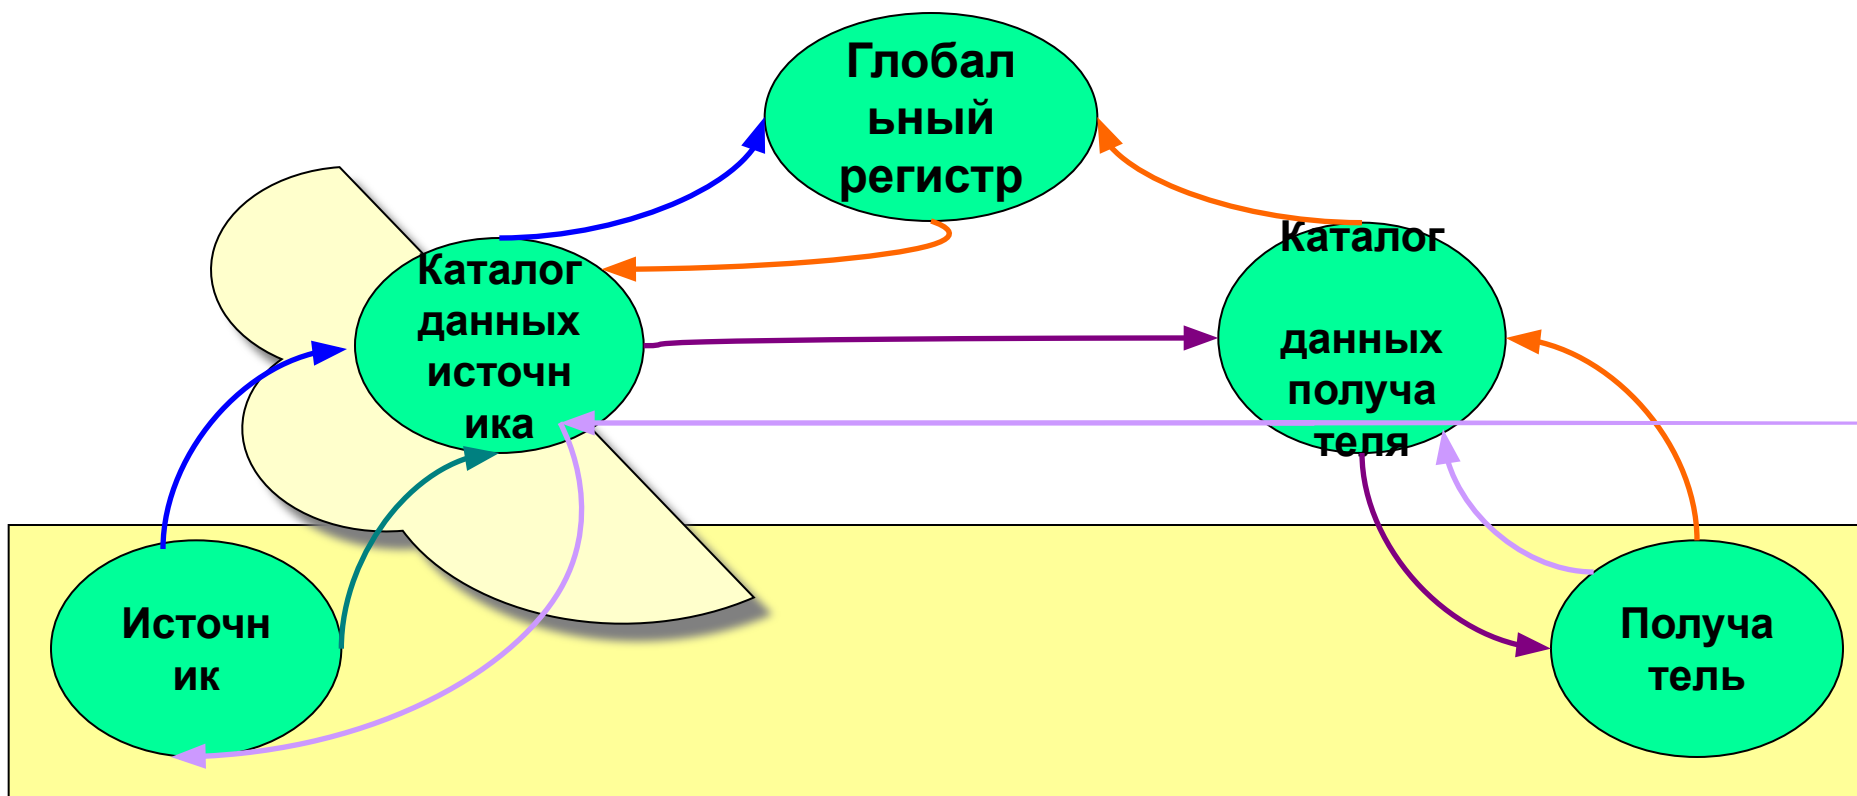 Глобал
ьный
регистр
Каталог
данных
источн
ика
Каталог
данных
получа
теля
Источн
ик
Получа
тель